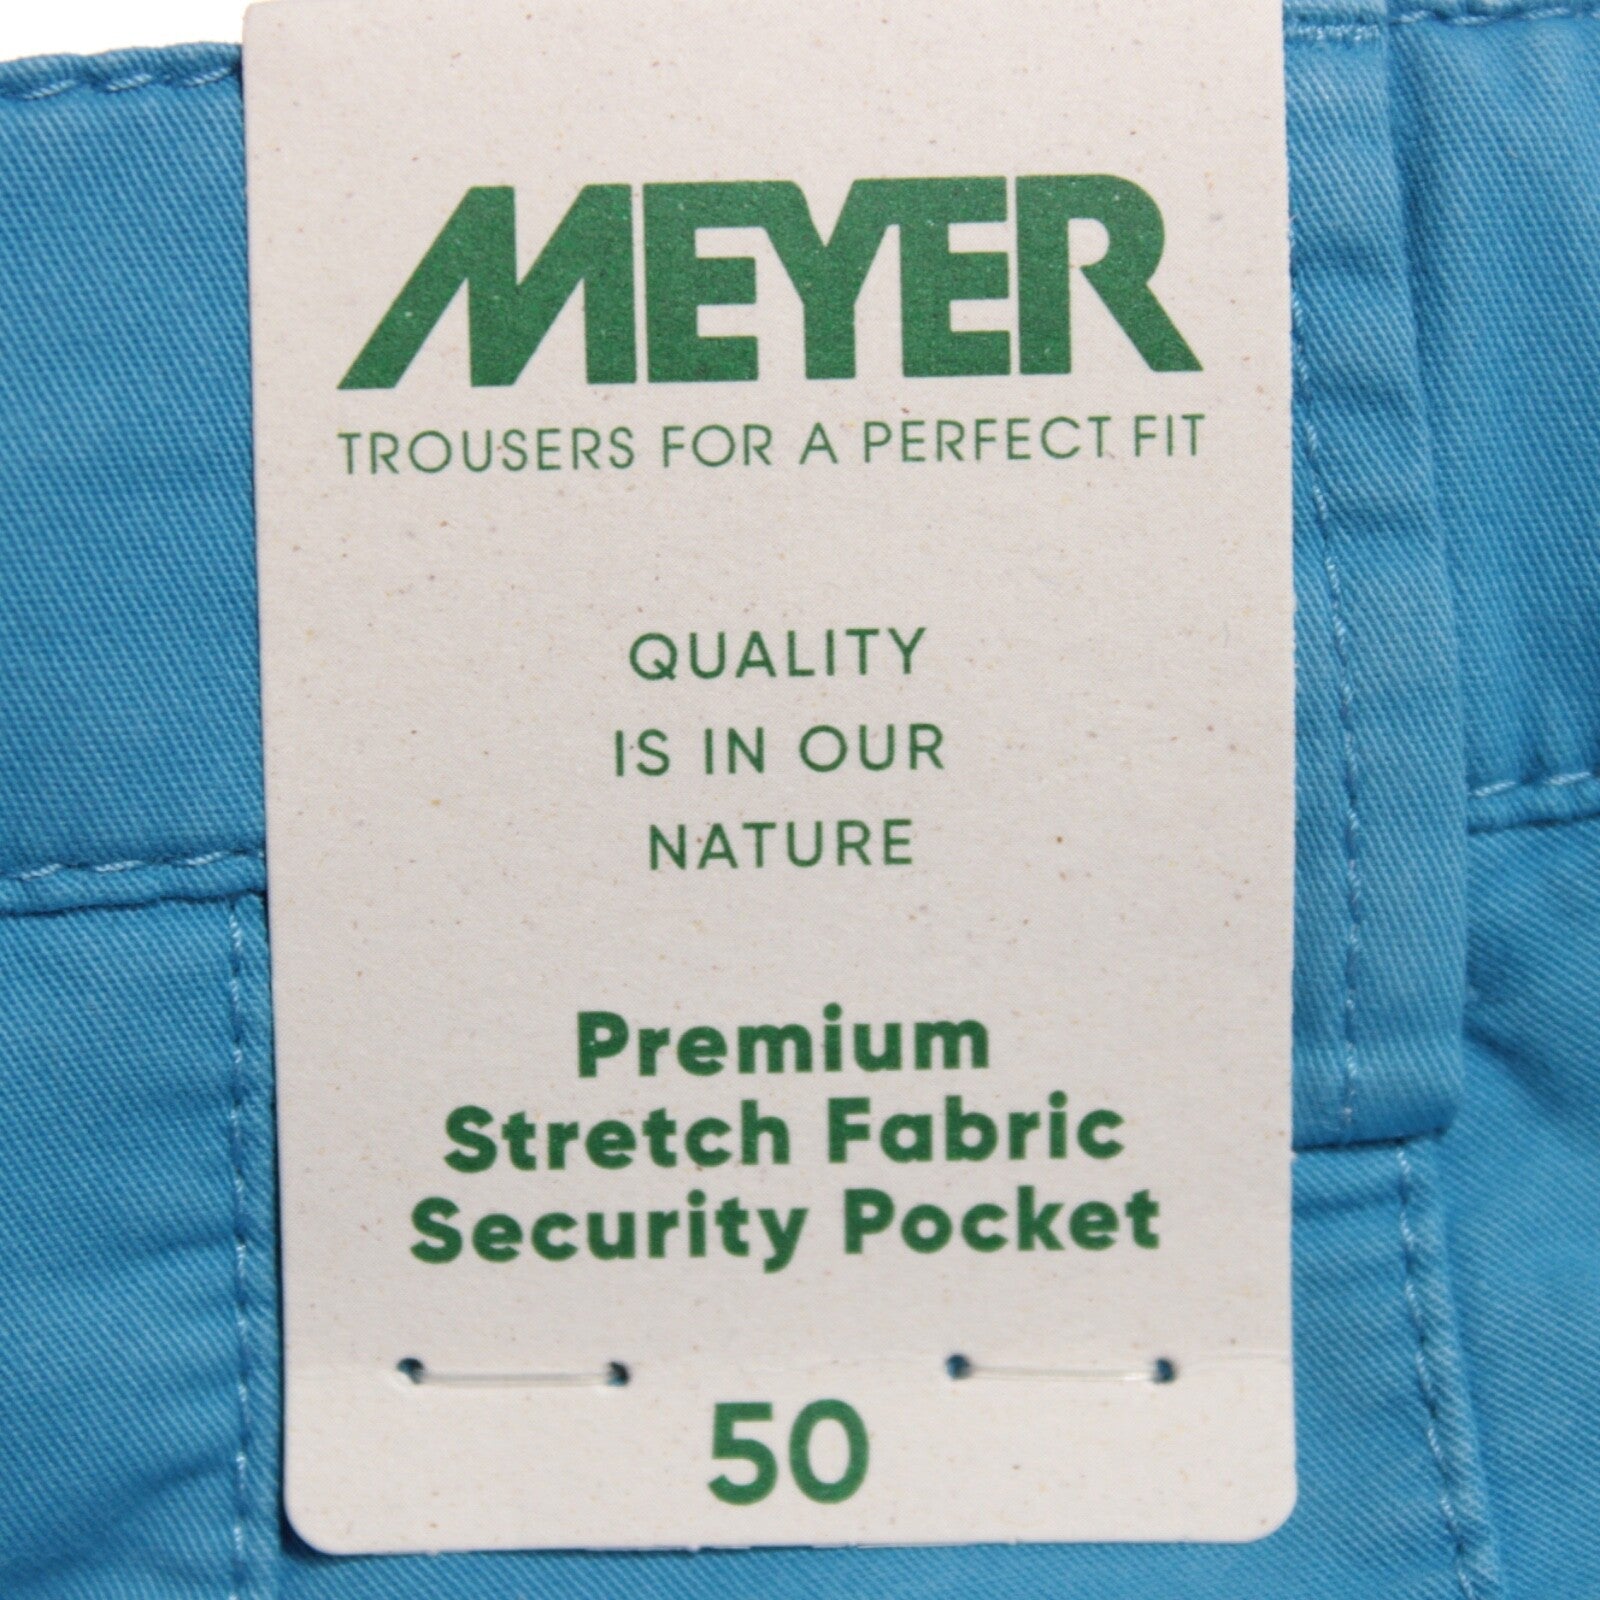 MEYER
TROUSERS FOR A PERFECT FIT
QUALITY
IS IN OUR
NATURE
Premium
Stretch Fabric
Security Pocket
50